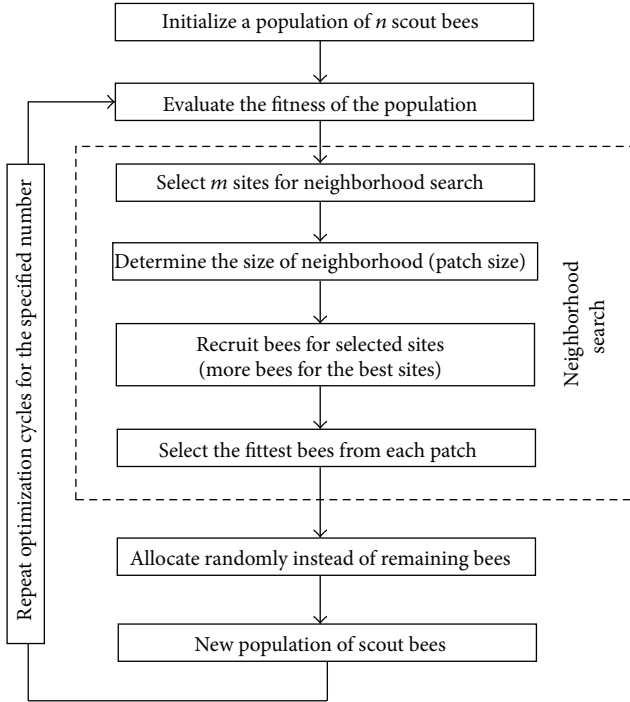 Initialize a population of n scout bees
Evaluate the fitness of the population
Select m sites for neighborhood search
Determine the size of neighborhood (patch size)
Recruit bees for selected sites
(more bees for the best sites)
Select the fittest bees from each patch
Neighborhood
search
Allocate randomly instead of remaining bees
New population of scout bees
Repeat optimization cycles for the specified number